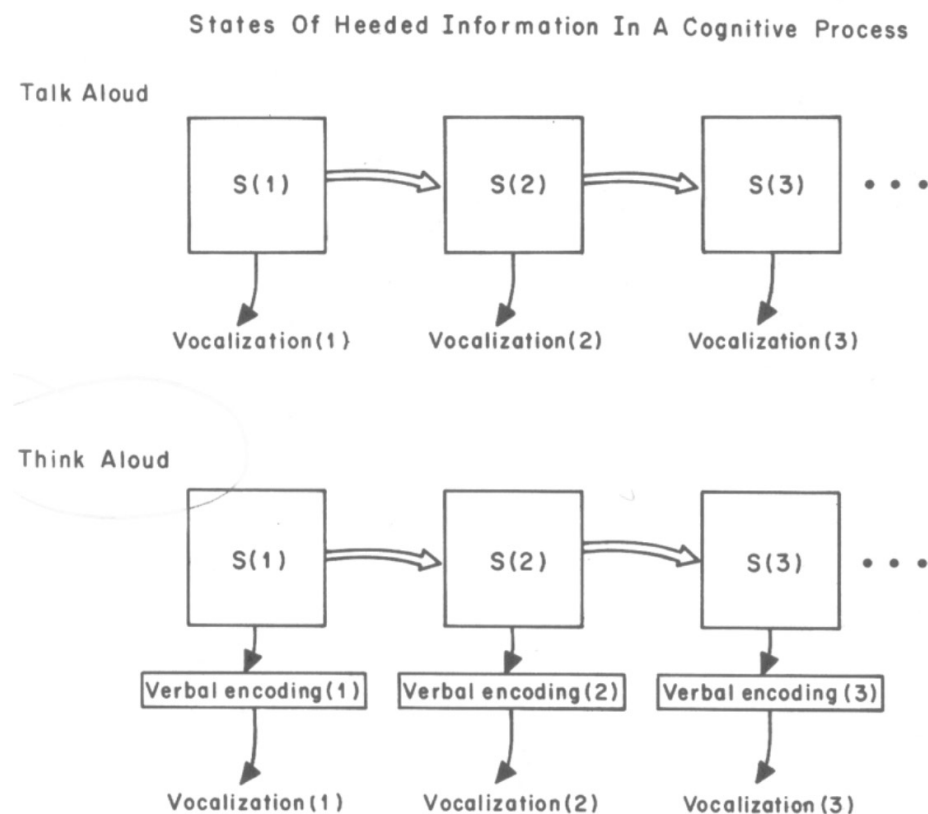 States Of Heeded Information In A Cognitive Process
Talk Aloud
S(1) S(2) S(3) • • •
Vocalization(1) Vocalization(2) Vocalization(3)
Think Aloud
S(1) S(2) S(3) • • •
Verbal encoding(1) Verbal encoding(2) Verbal encoding(3)
Vocalization(1) Vocalization(2) Vocalization(3)